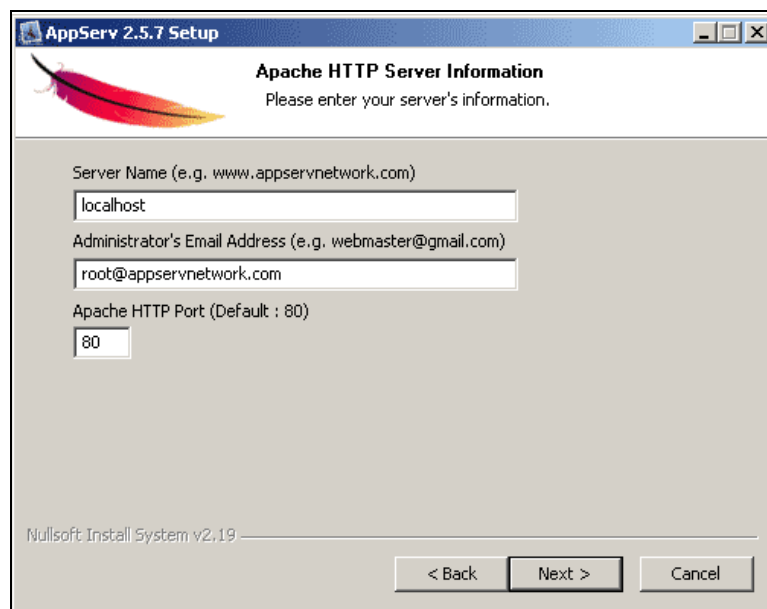 AppServ 2.5.7 Setup
Apache HTTP Server Information
Please enter your server's information.
Server Name (e.g. www.appservnetwork.com)
localhost
Administrator's Email Address (e.g. webmaster@gmail.com)
root@appservnetwork.com
Apache HTTP Port (Default : 80)
80
Nullsoft Install System v2.19
< Back Next > Cancel